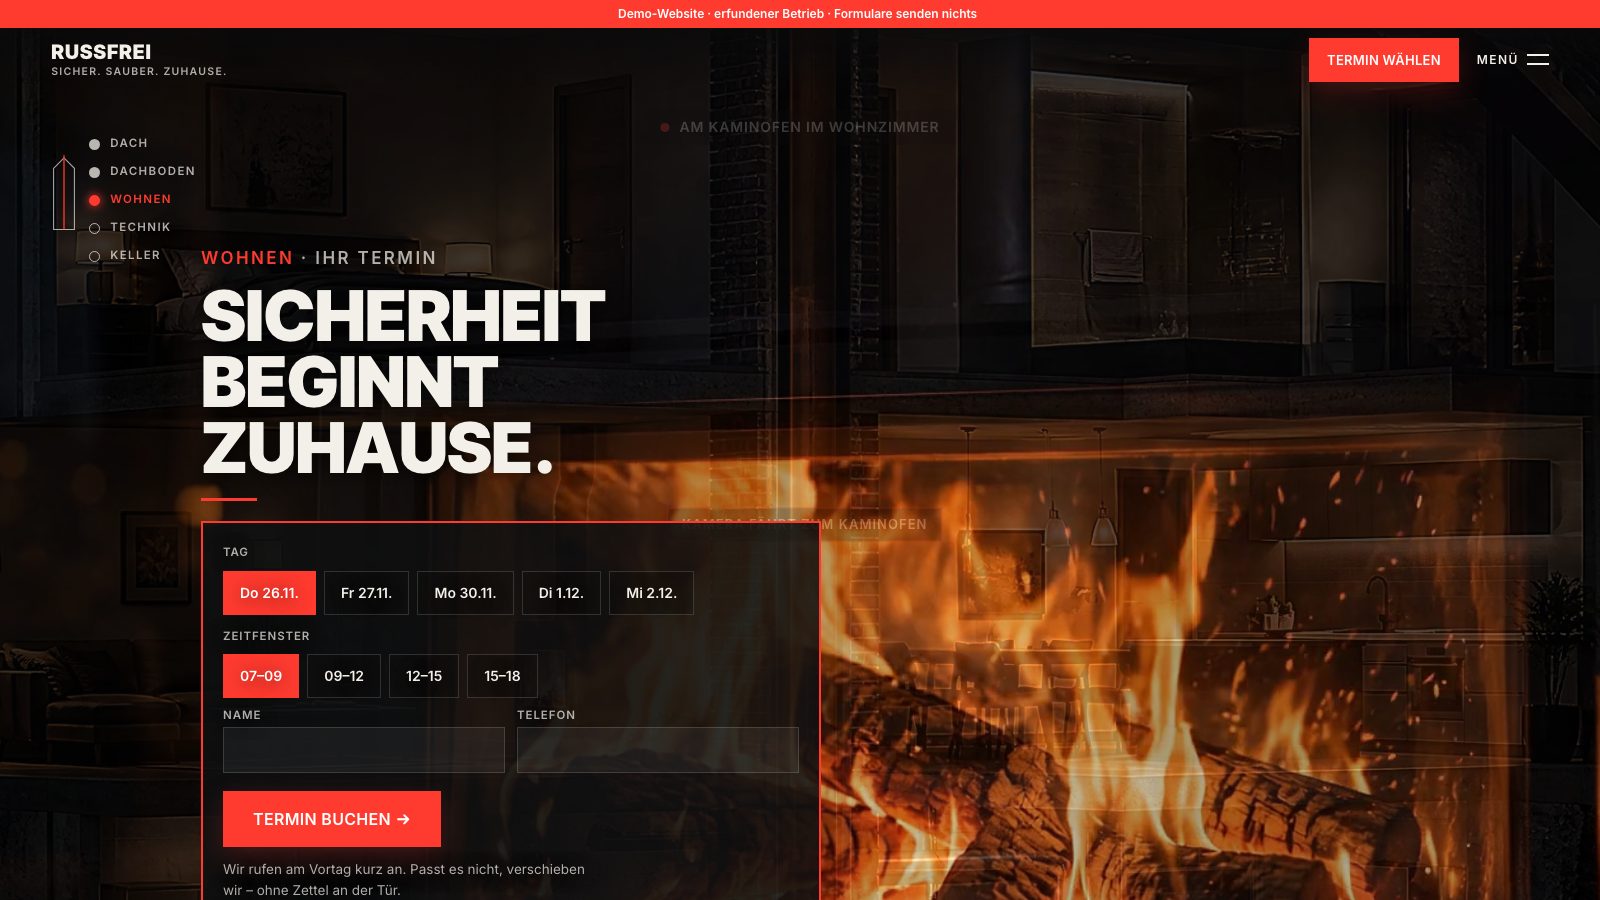 Demo-Website · erfundener Betrieb · Formulare senden nichts
RUSSFREI
SICHER. SAUBER. ZUHAUSE.
TERMIN WÄHLEN
MENÜ
AM KAMINOFEN IM WOHNZIMMER
DACH
DACHBODEN
WOHNEN
TECHNIK
KELLER
WOHNEN · IHR TERMIN
SICHERHEIT
BEGINNT
ZUHAUSE.
KAMERA FÄHRT ZUM KAMINOFEN
TAG
Do 26.11. Fr 27.11. Mo 30.11. Di 1.12. Mi 2.12.
ZEITFENSTER
07–09 09–12 12–15 15–18
NAME TELEFON
TERMIN BUCHEN →
Wir rufen am Vortag kurz an. Passt es nicht, verschieben
wir – ohne Zettel an der Tür.